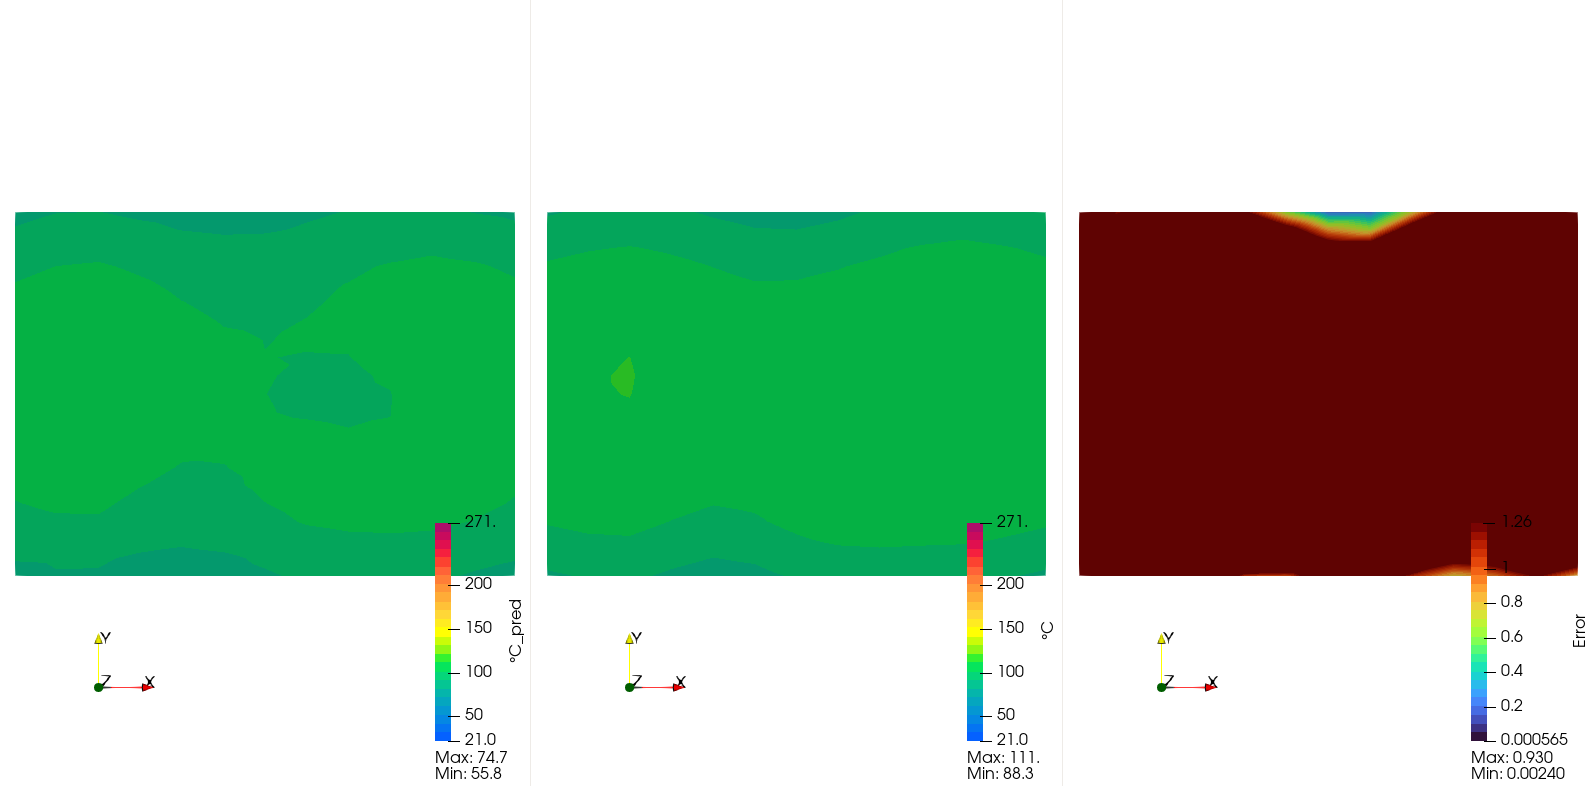 271.
200
150
100
50
21.0
°C_pred
Max: 74.7
Min: 55.8
Y
Z
X
271.
200
150
100
50
21.0
°C
Max: 111.
Min: 88.3
Y
Z
X
1.26
1
0.8
0.6
0.4
0.2
0.000565
Error
Max: 0.930
Min: 0.00240
Y
Z
X